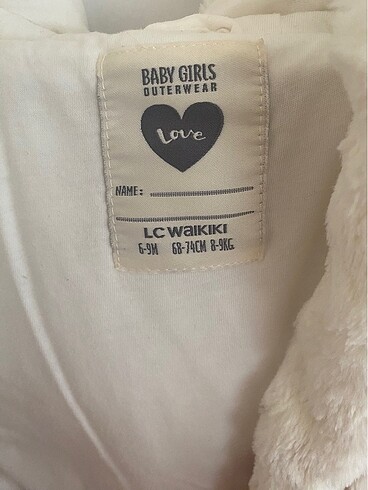 BABY GIRLS
OUTERWEAR
Love
NAME:
LC WAIKIKI
6-9M 68-74CM 8-9KG